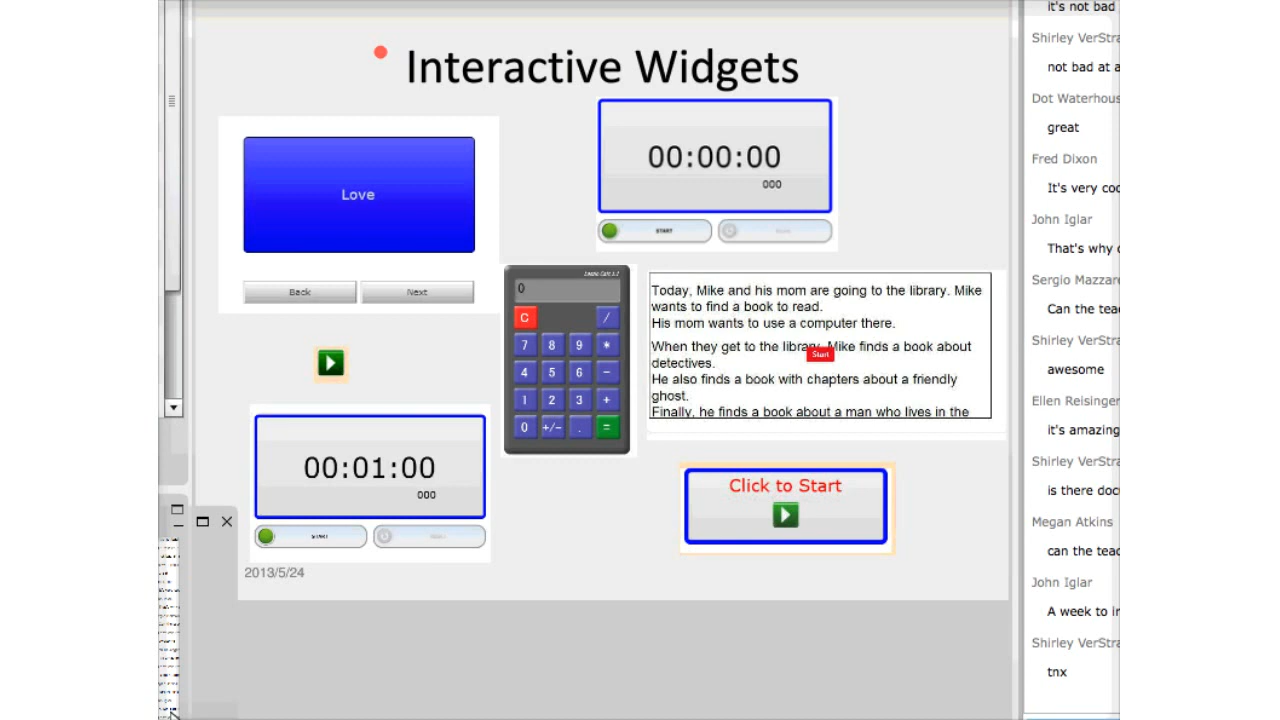 Interactive Widgets
00:00:00
000
START
Love
Back
Next
0
C /
7 8 9 *
4 5 6 -
1 2 3 +
0 +/- . =
Today, Mike and his mom are going to the library. Mike
wants to find a book to read.
His mom wants to use a computer there.
When they get to the library, Mike finds a book about
detectives.
He also finds a book with chapters about a friendly
ghost.
Finally, he finds a book about a man who lives in the
Start
00:01:00
000
START
Click to Start
2013/5/24
it's not bad
Shirley VerStra
not bad at a
Dot Waterhous
great
Fred Dixon
It's very coo
John Iglar
That's why
Sergio Mazzare
Can the tea
Shirley VerStra
awesome
Ellen Reisinger
it's amazing
Shirley VerStra
is there doc
Megan Atkins
can the tea
John Iglar
A week to
Shirley VerStra
tnx